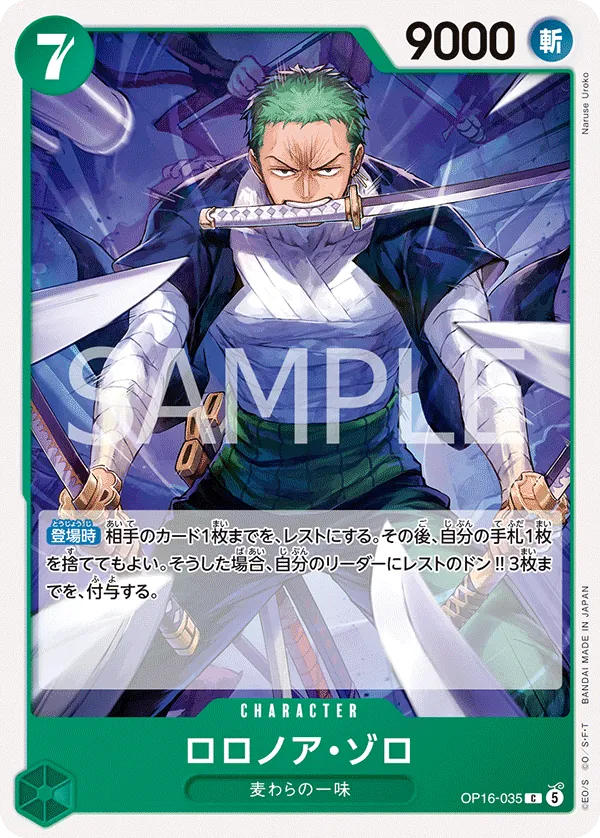 7
9000
斬
Naruse Uroko
SAMPLE
登場時 相手のカード1枚までを、レストにする。その後、自分の手札1枚
を捨ててもよい。そうした場合、自分のリーダーにレストのドン!!3枚ま
でを、付与する。
CHARACTER
ロロノア・ゾロ
麦わらの一味
OP16-035 C 5
©EO/S ©O/S・F・T BANDAI MADE IN JAPAN